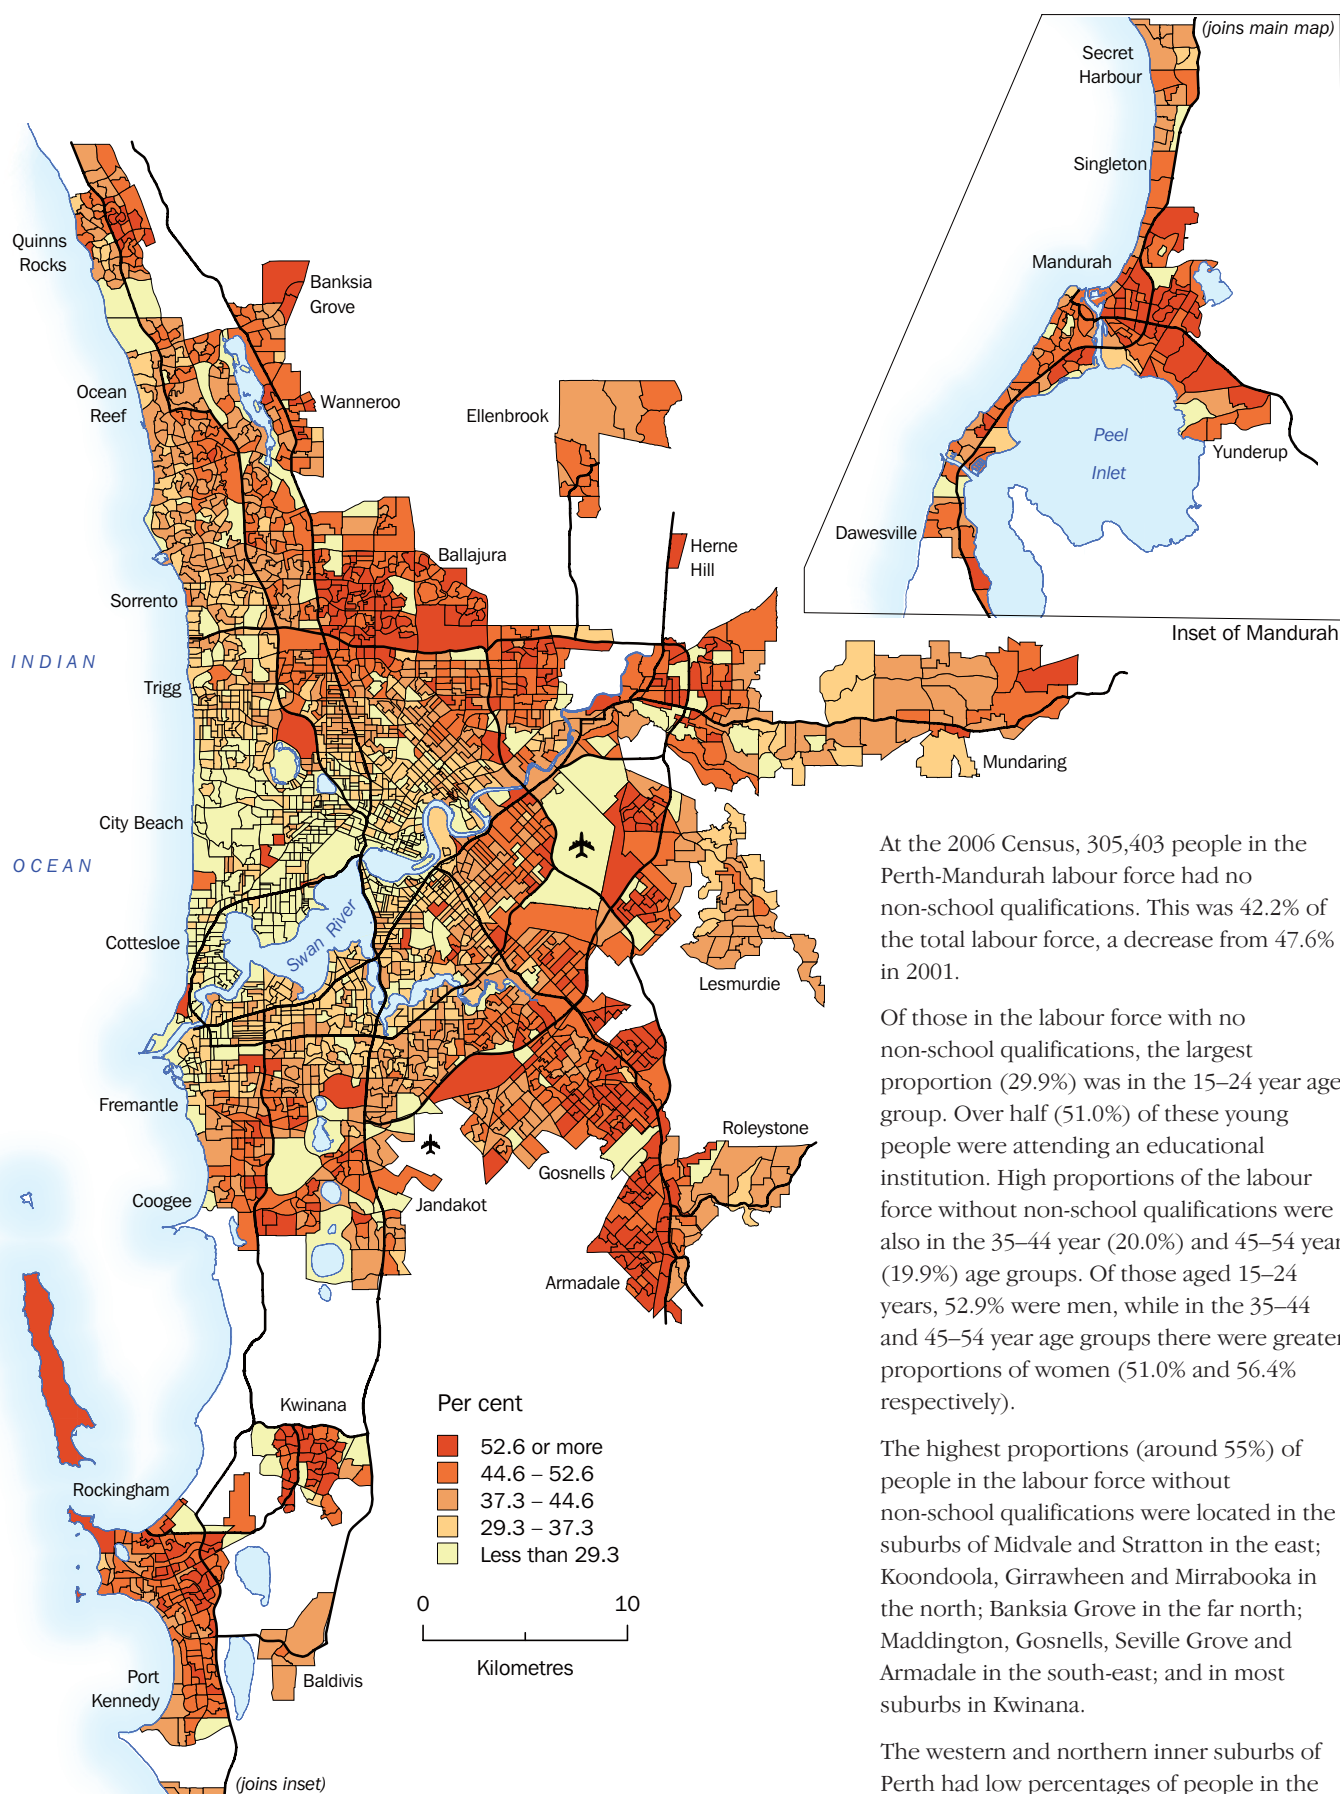 (joins main map)
Secret
Harbour
Singleton
Mandurah
Peel
Inlet
Yunderup
Dawesville
Inset of Mandurah
Quinns
Rocks
Banksia
Grove
Ocean
Reef
Wanneroo
Ellenbrook
Ballajura
Herne
Hill
Sorrento
INDIAN
Trigg
Mundaring
City Beach
OCEAN
Cottesloe
Swan River
Lesmurdie
Fremantle
Roleystone
Gosnells
Coogee
Jandakot
Armadale
Kwinana
Rockingham
Port
Kennedy
Baldivis
(joins inset)
Per cent
52.6 or more
44.6 – 52.6
37.3 – 44.6
29.3 – 37.3
Less than 29.3
0 10
Kilometres
At the 2006 Census, 305,403 people in the
Perth-Mandurah labour force had no
non-school qualifications. This was 42.2% of
the total labour force, a decrease from 47.6%
in 2001.
Of those in the labour force with no
non-school qualifications, the largest
proportion (29.9%) was in the 15–24 year age
group. Over half (51.0%) of these young
people were attending an educational
institution. High proportions of the labour
force without non-school qualifications were
also in the 35–44 year (20.0%) and 45–54 year
(19.9%) age groups. Of those aged 15–24
years, 52.9% were men, while in the 35–44
and 45–54 year age groups there were greater
proportions of women (51.0% and 56.4%
respectively).
The highest proportions (around 55%) of
people in the labour force without
non-school qualifications were located in the
suburbs of Midvale and Stratton in the east;
Koondoola, Girrawheen and Mirrabooka in
the north; Banksia Grove in the far north;
Maddington, Gosnells, Seville Grove and
Armadale in the south-east; and in most
suburbs in Kwinana.
The western and northern inner suburbs of
Perth had low percentages of people in the